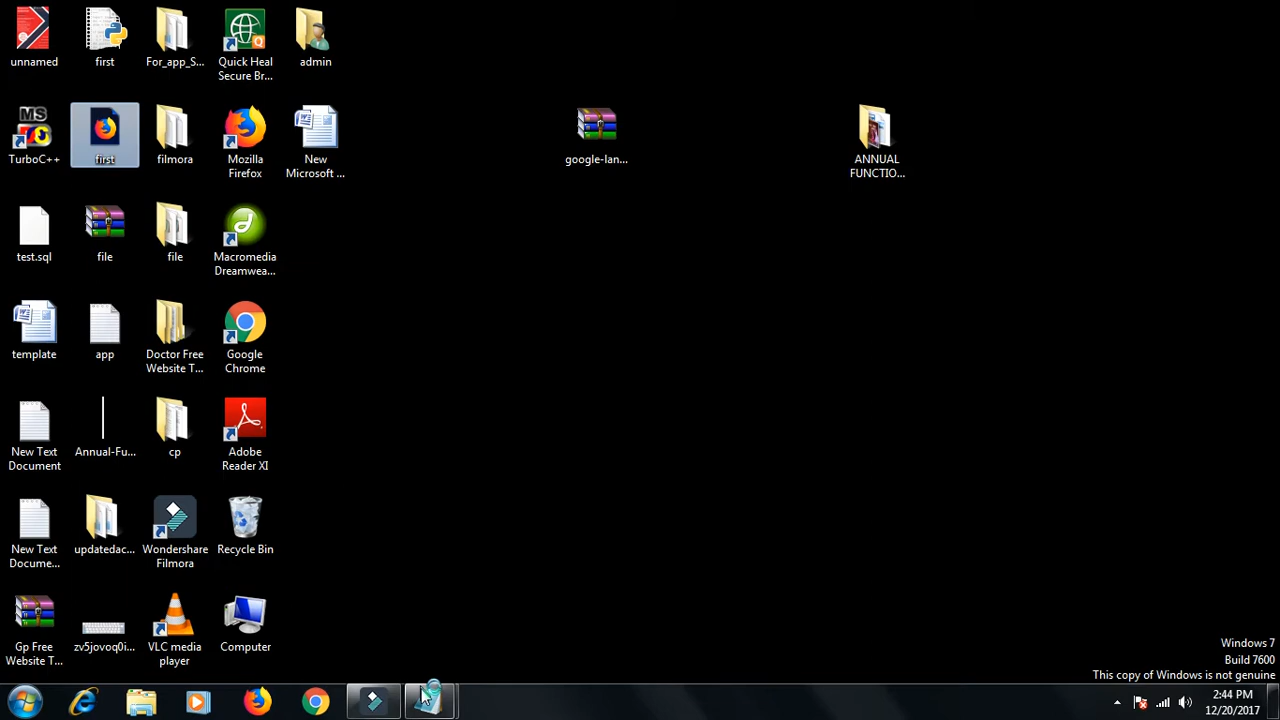 unnamed
first
For_app_S...
Quick Heal
Secure Br...
admin
MS
TurboC++
first
filmora
Mozilla
Firefox
New
Microsoft ...
google-lan...
ANNUAL
FUNCTIO...
test.sql
file
file
Macromedia
Dreamwea...
template
app
Doctor Free
Website T...
Google
Chrome
New Text
Document
Annual-Fu...
cp
Adobe
Reader XI
New Text
Docume...
updatedac...
Wondershare
Filmora
Recycle Bin
Gp Free
Website T...
zv5jovoq0i...
VLC media
player
Computer
Windows 7
Build 7600
This copy of Windows is not genuine
2:44 PM
12/20/2017